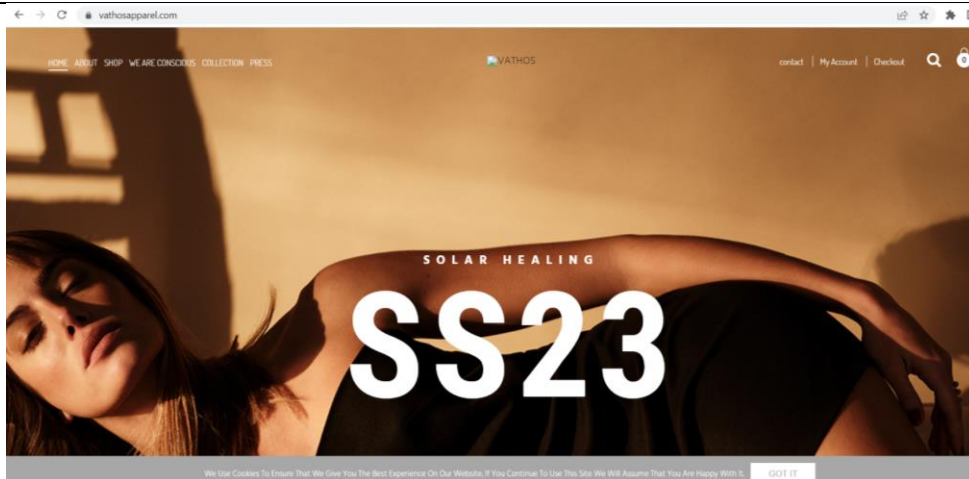 vathosapparel.com
HOME ABOUT SHOP WE ARE CONSCIOUS COLLECTION PRESS
VATHOS
contact | My Account | Checkout
0
SOLAR HEALING
SS23
We Use Cookies To Ensure That We Give You The Best Experience On Our Website. If You Continue To Use This Site We Will Assume That You Are Happy With It.
GOT IT